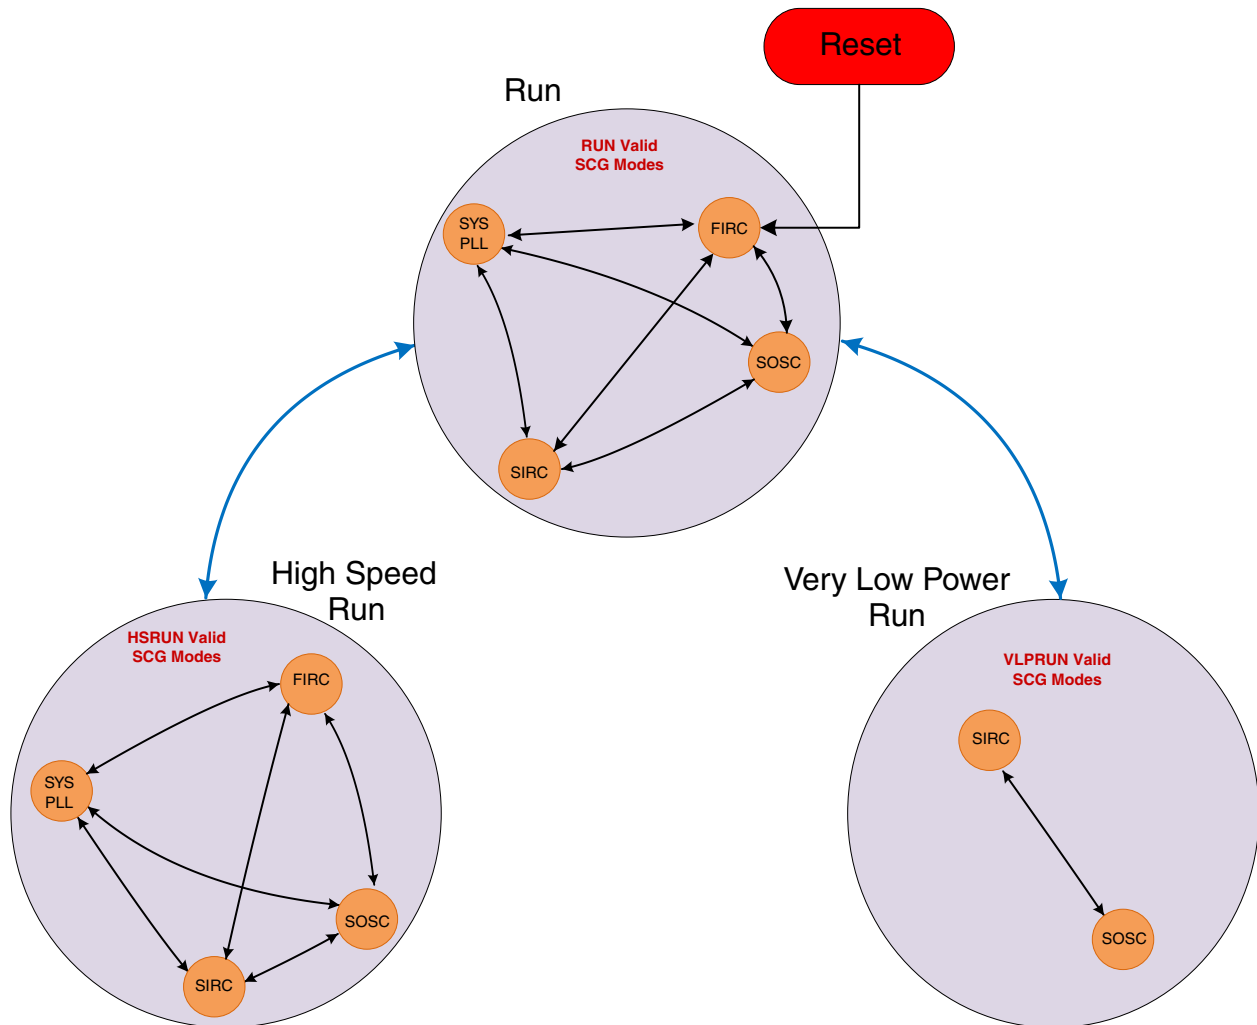 Reset
Run
RUN Valid
SCG Modes
SYS
PLL
FIRC
SOSC
SIRC
High Speed
Run
HSRUN Valid
SCG Modes
FIRC
SYS
PLL
SOSC
SIRC
Very Low Power
Run
VLPRUN Valid
SCG Modes
SIRC
SOSC